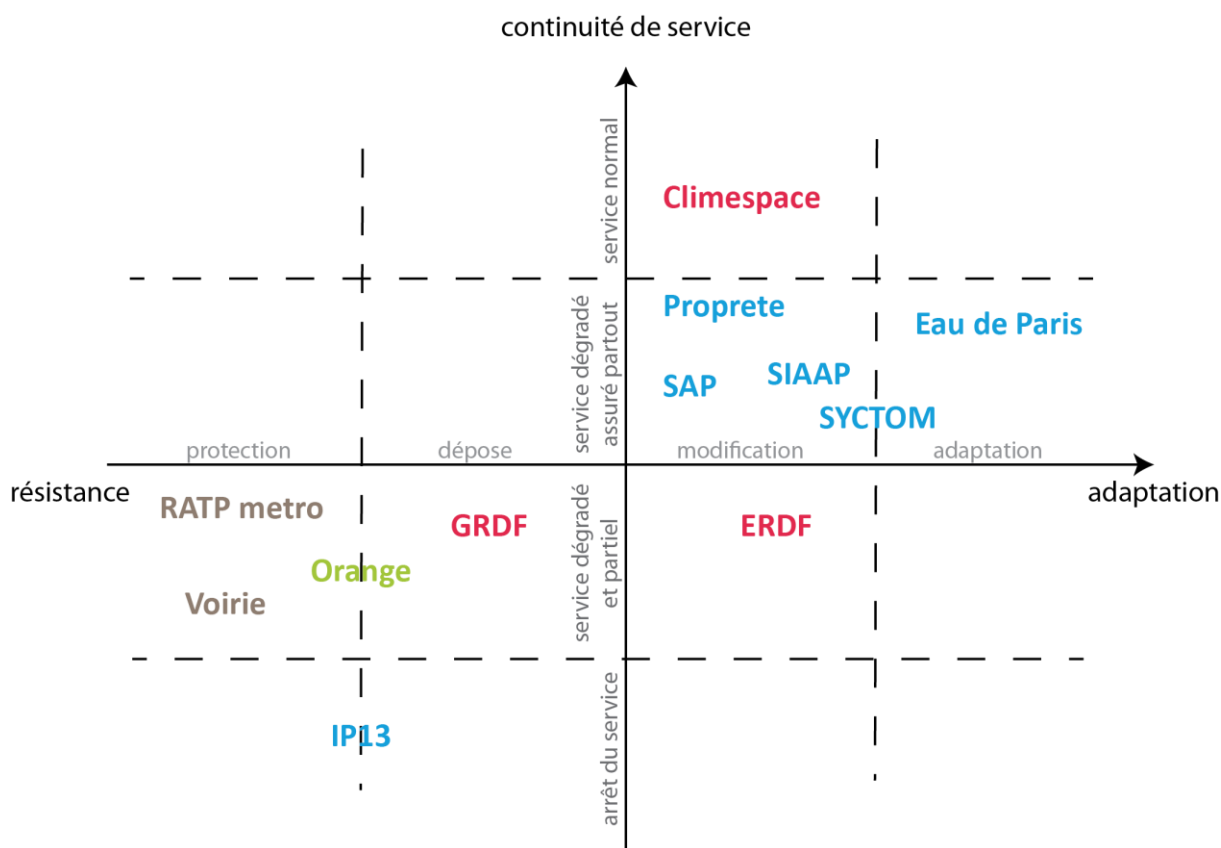 continuité de service
service normal
Climespace
service dégradé
assuré partout
Proprete
Eau de Paris
SIAAP
SAP
SYCTOM
protection
dépose
modification
adaptation
résistance
adaptation
RATP metro
GRDF
service dégradé
et partiel
ERDF
Orange
Voirie
arrêt du service
IP13